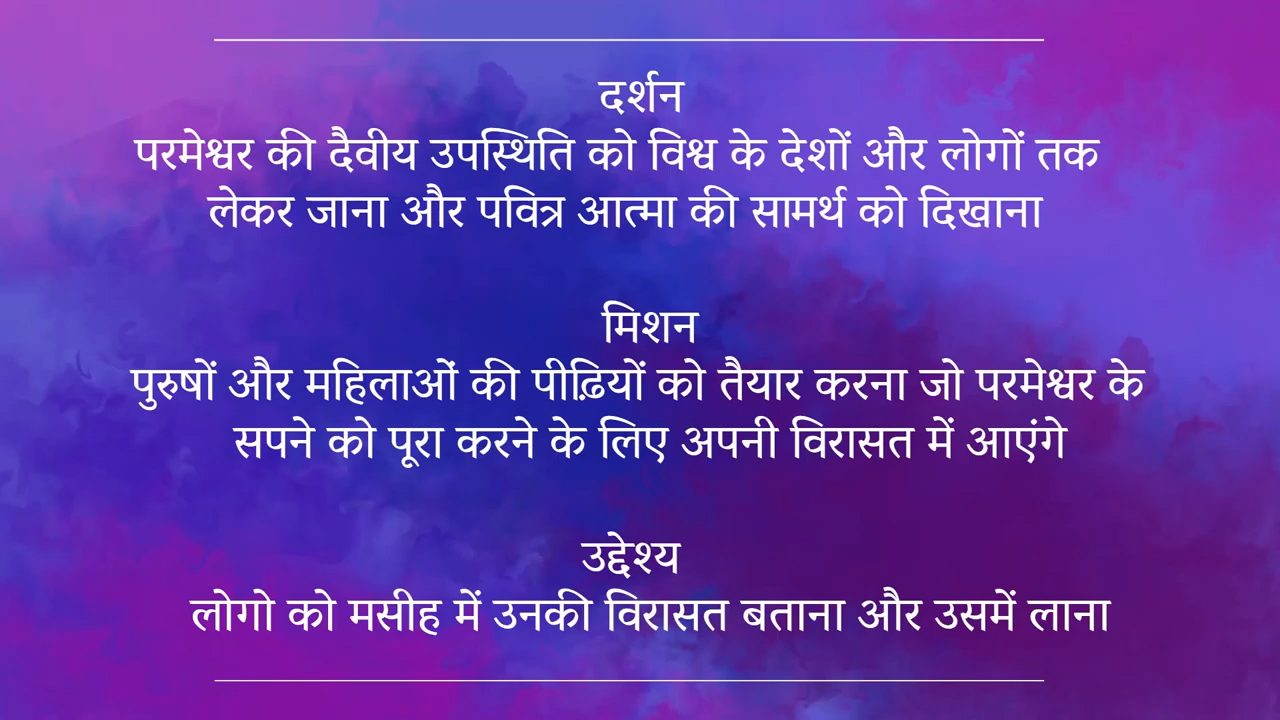 दर्शन
परमेश्वर की दैवीय उपस्थिति को विश्व के देशों और लोगों तक
लेकर जाना और पवित्र आत्मा की सामर्थ को दिखाना
मिशन
पुरुषों और महिलाओं की पीढ़ियों को तैयार करना जो परमेश्वर के
सपने को पूरा करने के लिए अपनी विरासत में आएंगे
उद्देश्य
लोगो को मसीह में उनकी विरासत बताना और उसमें लाना